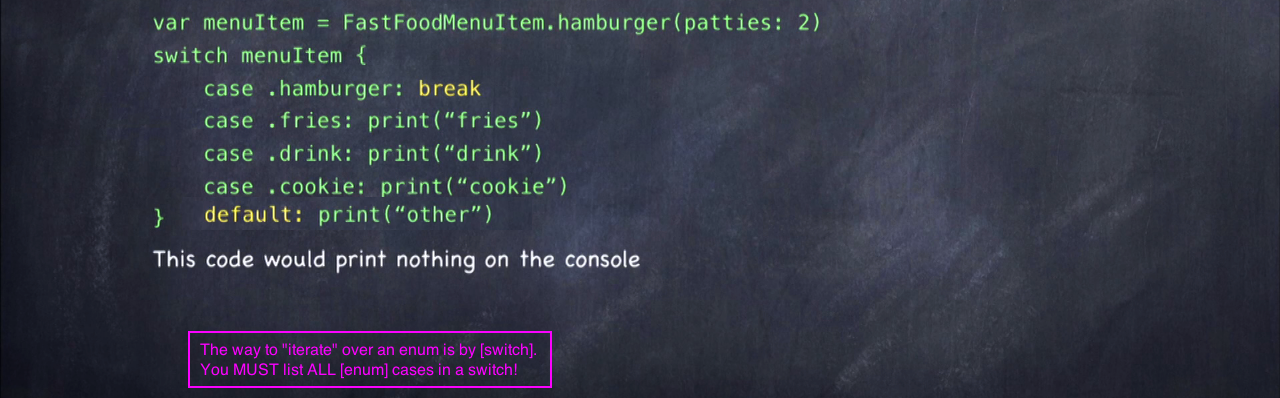 var menuItem = FastFoodMenuItem.hamburger(patties: 2)
switch menuItem {
case .hamburger: break
case .fries: print(“fries”)
case .drink: print(“drink”)
case .cookie: print(“cookie”)
} default: print(“other”)
This code would print nothing on the console
The way to "iterate" over an enum is by [switch].
You MUST list ALL [enum] cases in a switch!